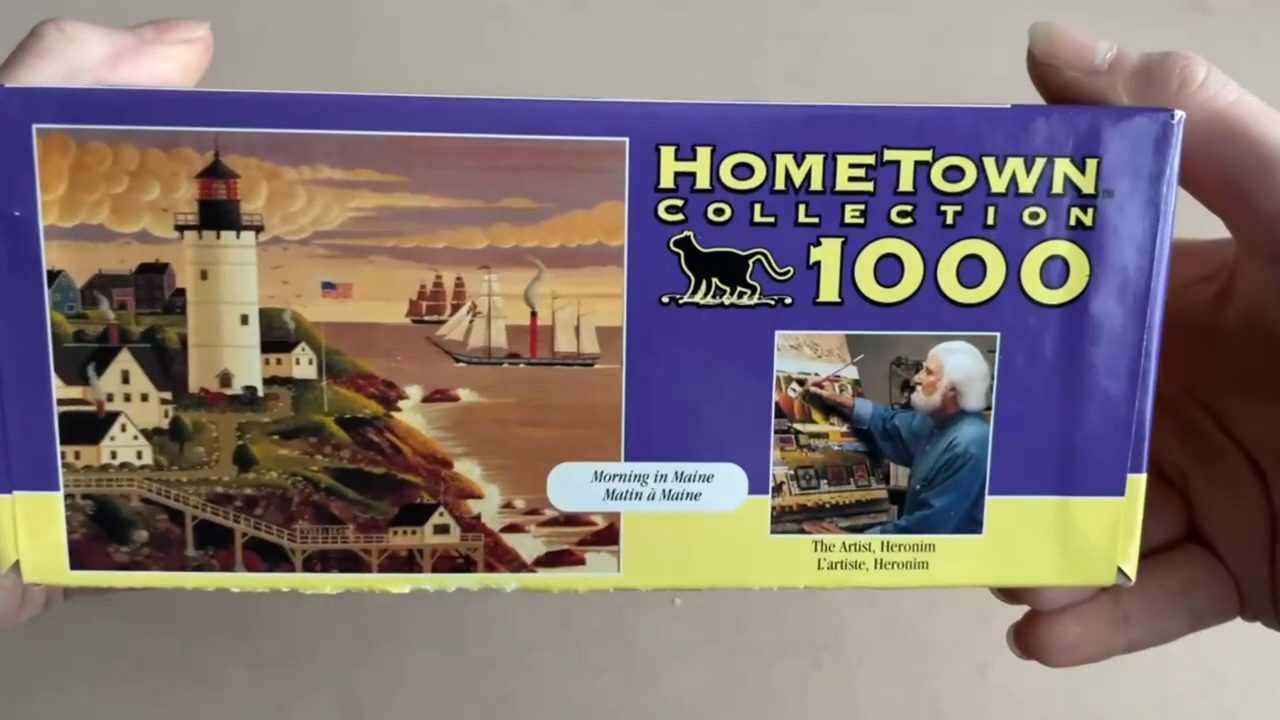 HOMETOWN
COLLECTION
1000
Morning in Maine
Matin à Maine
The Artist, Heronim
L'artiste, Heronim